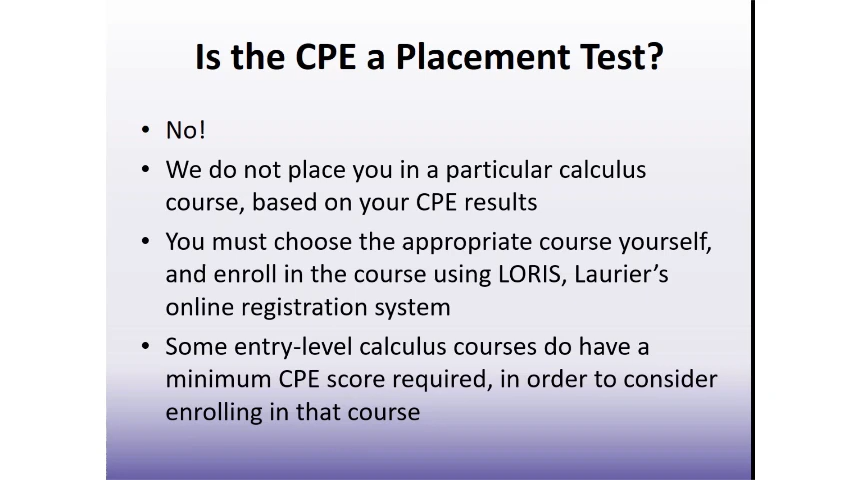 Is the CPE a Placement Test?
• No!
• We do not place you in a particular calculus
course, based on your CPE results
• You must choose the appropriate course yourself,
and enroll in the course using LORIS, Laurier’s
online registration system
• Some entry-level calculus courses do have a
minimum CPE score required, in order to consider
enrolling in that course